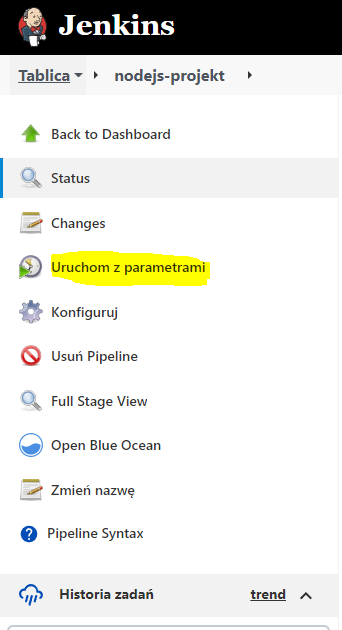 Jenkins
Tablica nodejs-projekt
Back to Dashboard
Status
Changes
Uruchom z parametrami
Konfiguruj
Usuń Pipeline
Full Stage View
Open Blue Ocean
Zmień nazwę
? Pipeline Syntax
Historia zadań trend